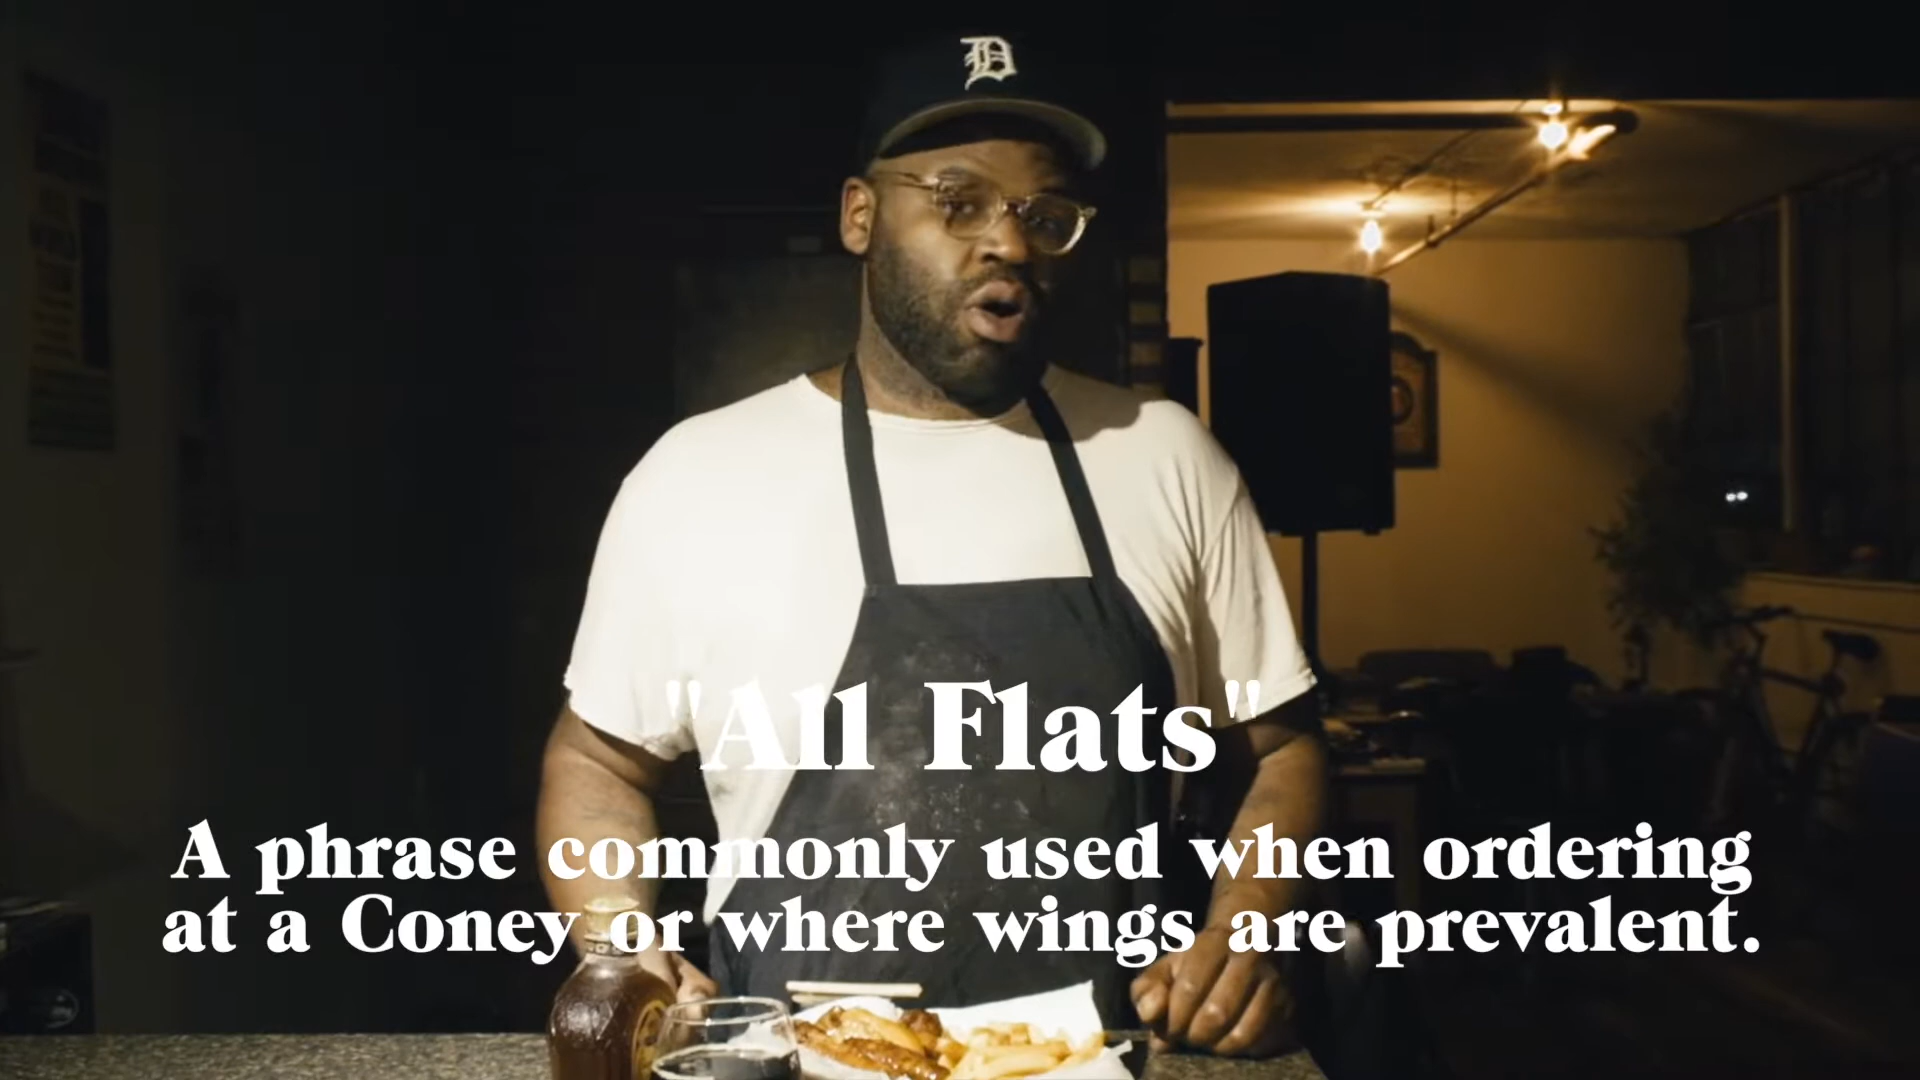 D
"All Flats"
A phrase commonly used when ordering
at a Coney or where wings are prevalent.